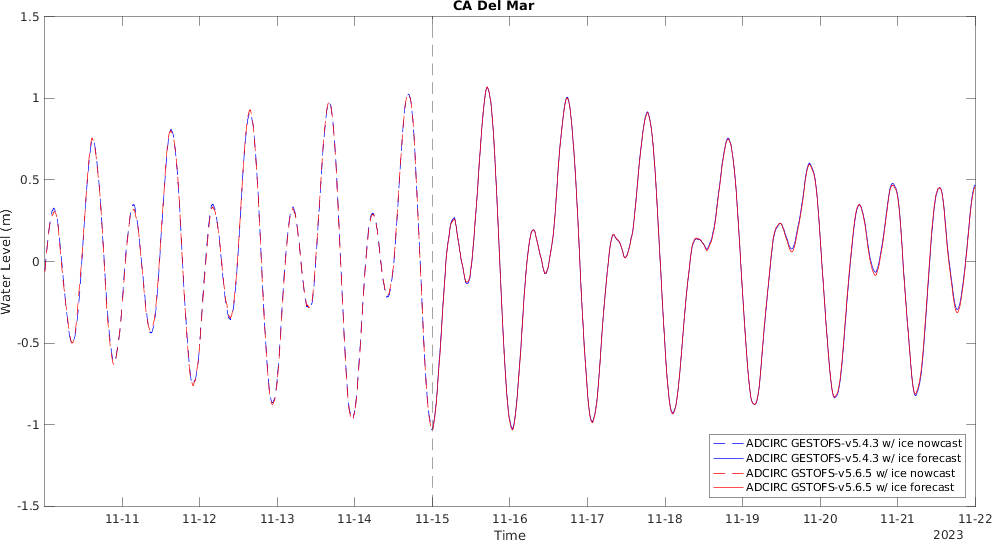 CA Del Mar
1.5
1
0.5
0
-0.5
-1
-1.5
Water Level (m)
11-11 11-12 11-13 11-14 11-15 11-16 11-17 11-18 11-19 11-20 11-21 11-22
Time
2023
ADCIRC GESTOFS-v5.4.3 w/ ice nowcast
ADCIRC GESTOFS-v5.4.3 w/ ice forecast
ADCIRC GSTOFS-v5.6.5 w/ ice nowcast
ADCIRC GSTOFS-v5.6.5 w/ ice forecast